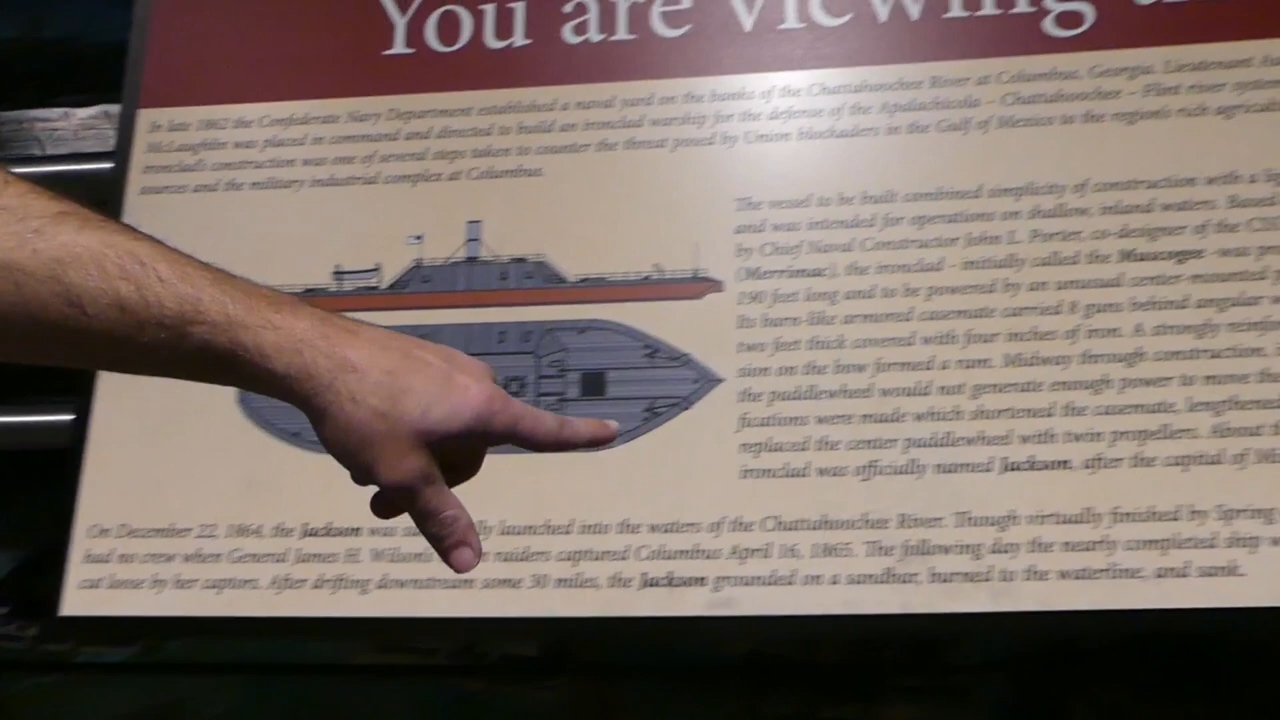 You are viewing
In late 1862 the Confederate Navy Department established a naval yard on the banks of the Chattahoochee River at Columbus, Georgia. Lieutenant
McLaughlin was placed in command and directed to build an ironclad warship for the defense of the Apalachicola – Chattahoochee – Flint river system
ironclad's construction was one of several steps taken to counter the threat posed by Union blockaders in the Gulf of Mexico to the region's rich
sources and the military industrial complex at Columbus.
The vessel to be built combined simplicity of construction with a
and was intended for operations on shallow, inland waters. Based
by Chief Naval Constructor John L. Porter, co-designer of the
(Merrimac), the ironclad - initially called the Muscogee - was
190 feet long and to be powered by an unusual center-mounted
Its barn-like armored casemate carried 8 guns behind angular
two feet thick covered with four inches of iron. A strongly
sion on the bow formed a ram. Midway through construction,
the paddlewheel would not generate enough power to move
fications were made which shortened the casemate, lengthened
replaced the center paddlewheel with twin propellers. About
ironclad was officially named Jackson, after the capital of
On December 22, 1864, the Jackson was launched into the waters of the Chattahoochee River. Though virtually finished by Spring
had no crew when General James H. Wilson's raiders captured Columbus April 16, 1865. The following day the nearly completed ship
cut loose by her captors. After drifting downstream some 30 miles, the Jackson grounded on a sandbar, burned to the waterline, and sank.